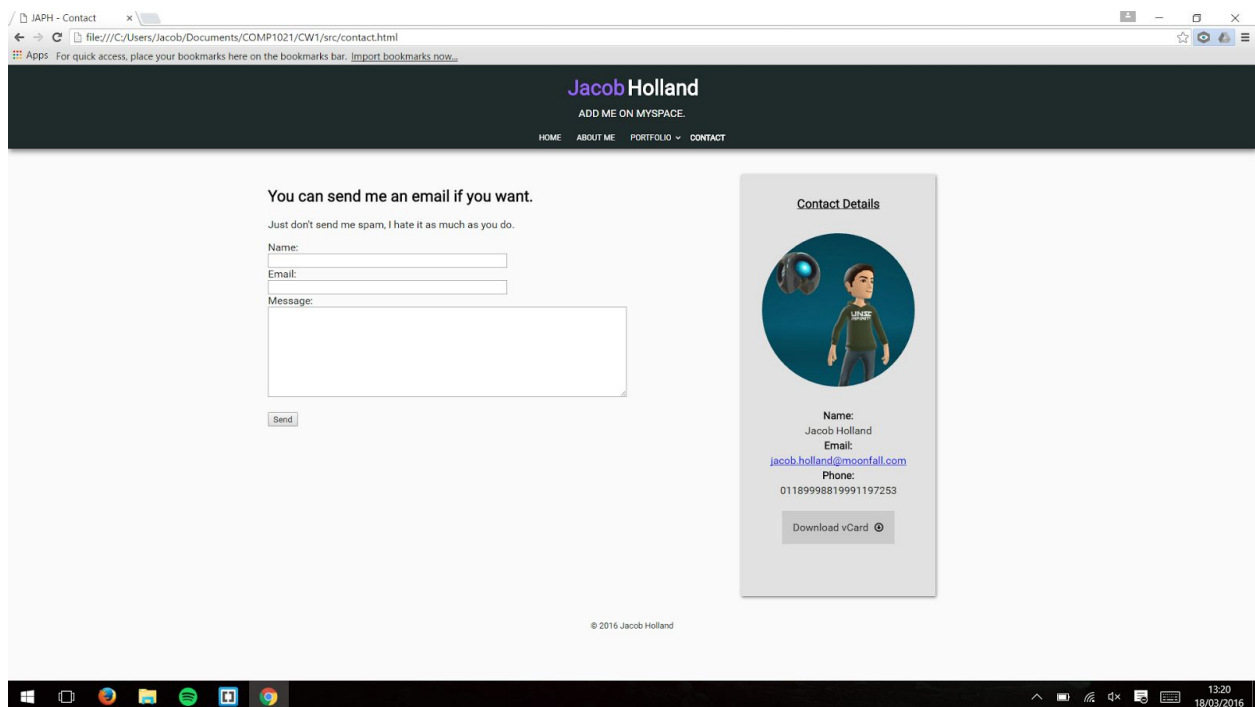 JAPH - Contact
file:///C:/Users/Jacob/Documents/COMP1021/CW1/src/contact.html
Apps For quick access, place your bookmarks here on the bookmarks bar. Import bookmarks now...
Jacob Holland
ADD ME ON MYSPACE.
HOME ABOUT ME PORTFOLIO CONTACT
You can send me an email if you want.
Just don't send me spam, I hate it as much as you do.
Name:
Email:
Message:
Send
Contact Details
UNSC
INFINITY
Name:
Jacob Holland
Email:
jacob.holland@moonfall.com
Phone:
01189998819991197253
Download vCard
© 2016 Jacob Holland
13:20
18/03/2016